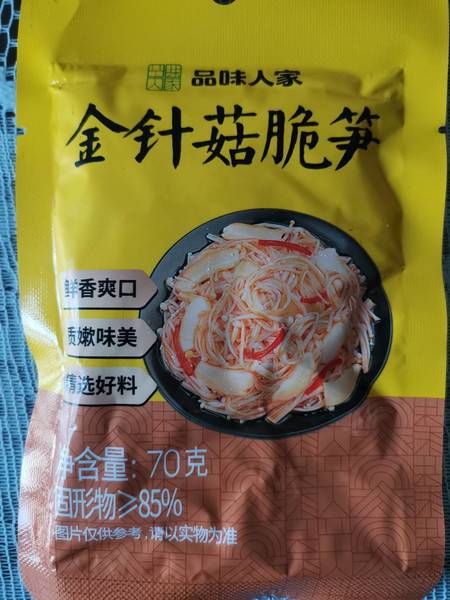 品味人家
金针菇脆笋
鲜香爽口
质嫩味美
精选好料
净含量: 70克
固形物≥85%
图片仅供参考,请以实物为准